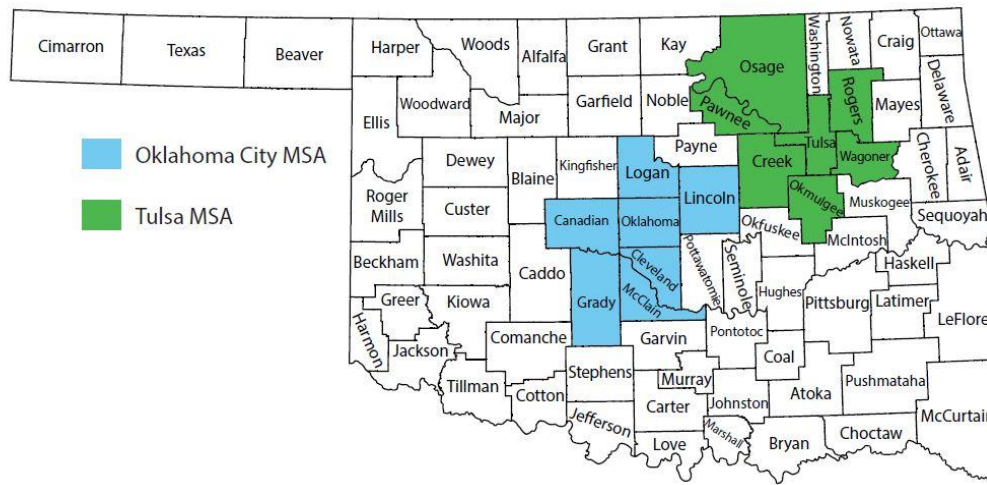 Cimarron
Texas
Beaver
Harper
Woods
Alfalfa
Grant
Kay
Osage
Washington
Nowata
Craig
Ottawa
Ellis
Woodward
Major
Garfield
Noble
Pawnee
Rogers
Mayes
Delaware
Oklahoma City MSA
Tulsa MSA
Dewey
Blaine
Kingfisher
Logan
Payne
Creek
Tulsa
Wagoner
Cherokee
Adair
Roger
Mills
Custer
Canadian
Oklahoma
Lincoln
Okfuskee
Okmulgee
Muskogee
Sequoyah
Beckham
Washita
Caddo
Grady
Cleveland
McClain
Pottawatomie
Seminole
Hughes
McIntosh
Haskell
Pittsburg
Latimer
LeFlore
Greer
Harmon
Kiowa
Jackson
Comanche
Tillman
Cotton
Stephens
Garvin
Pontotoc
Coal
Murray
Johnston
Atoka
Pushmataha
McCurtain
Jefferson
Carter
Love
Marshall
Bryan
Choctaw